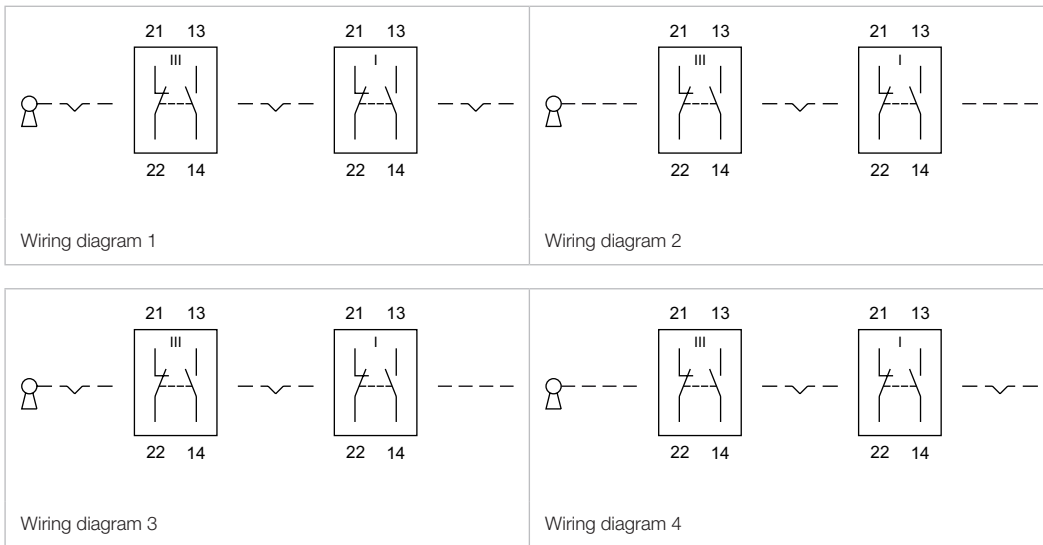 21 13 21 13 21 13 21 13
III I III I
22 14 22 14 22 14 22 14
Wiring diagram 1 Wiring diagram 2
21 13 21 13 21 13 21 13
III I III I
22 14 22 14 22 14 22 14
Wiring diagram 3 Wiring diagram 4